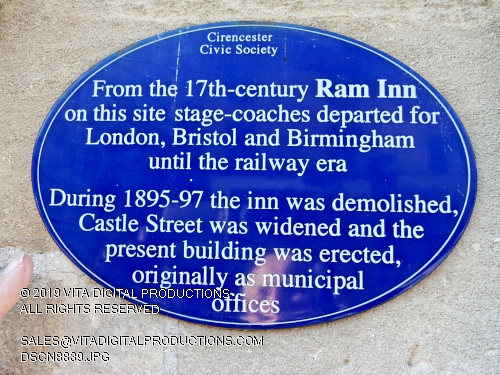 Cirencester
Civic Society
From the 17th-century Ram Inn
on this site stage-coaches departed for
London, Bristol and Birmingham
until the railway era
During 1895-97 the inn was demolished,
Castle Street was widened and the
present building was erected,
originally as municipal
offices
© 2019 VITA DIGITAL PRODUCTIONS
ALL RIGHTS RESERVED
SALES@VITADIGITALPRODUCTIONS.COM
DSCN8839.JPG